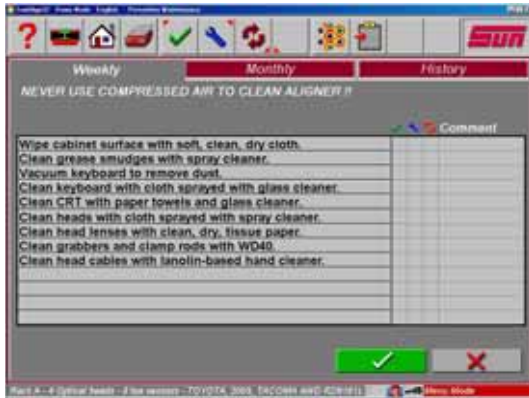 Sun
Weekly Monthly History
NEVER USE COMPRESSED AIR TO CLEAN ALIGNER !!
Comment
Wipe cabinet surface with soft, clean, dry cloth.
Clean grease smudges with spray cleaner.
Vacuum keyboard to remove dust.
Clean keyboard with cloth sprayed with glass cleaner.
Clean CRT with paper towels and glass cleaner.
Clean heads with cloth sprayed with spray cleaner.
Clean head lenses with clean, dry, tissue paper.
Clean grabbers and clamp rods with WD40.
Clean head cables with lanolin-based hand cleaner.
Menu Mode